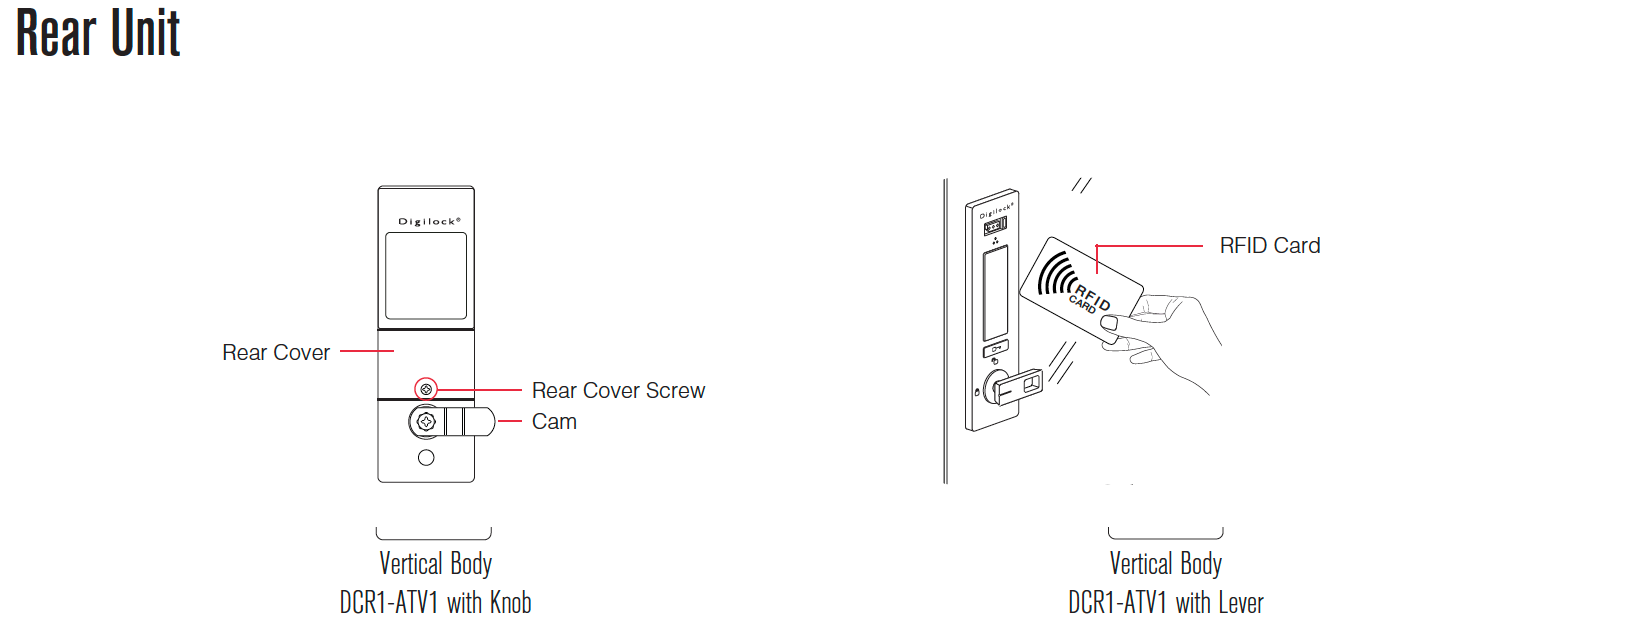 Rear Unit
Digilock®
Rear Cover
Rear Cover Screw
Cam
Vertical Body
DCR1-ATV1 with Knob
Digilock®
RFID
CARD
RFID Card
Vertical Body
DCR1-ATV1 with Lever